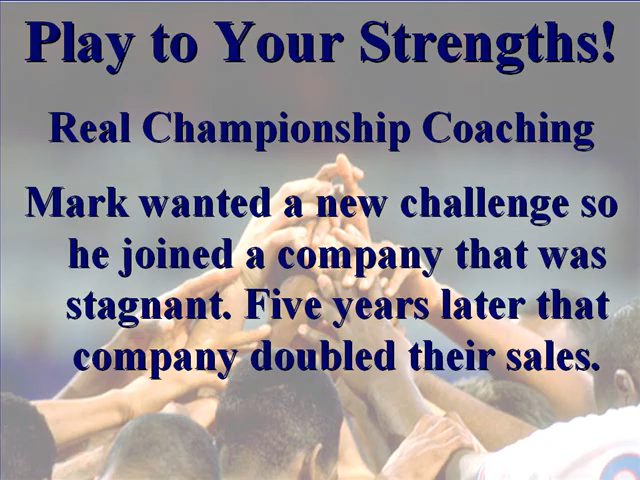 Play to Your Strengths!
Real Championship Coaching
Mark wanted a new challenge so
he joined a company that was
stagnant. Five years later that
company doubled their sales.